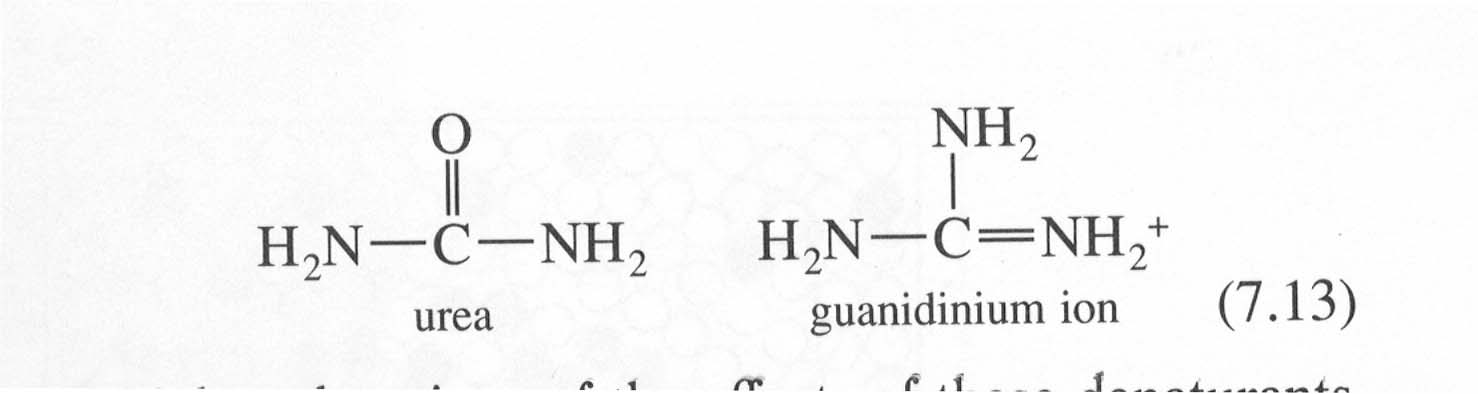 O
NH₂
H₂N—C—NH₂
H₂N—C=NH₂⁺
urea
guanidinium ion
(7.13)